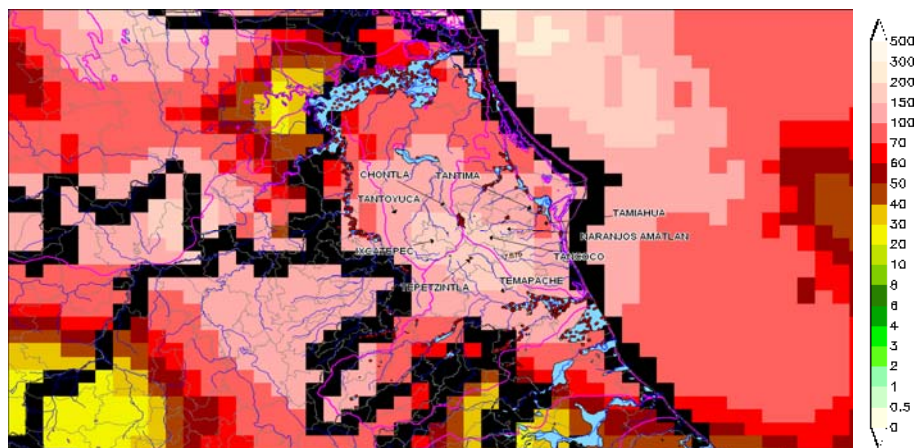 500
300
200
150
100
70
60
50
40
30
20
10
8
6
4
3
2
1
0.5
0
CHONTLA
TANTIMA
TANTOYUCA
TAMIAHUA
NARANJOS AMATLAN
IXCATEPEC
TANCOCO
TEPETZINTLA
TEMAPACHE